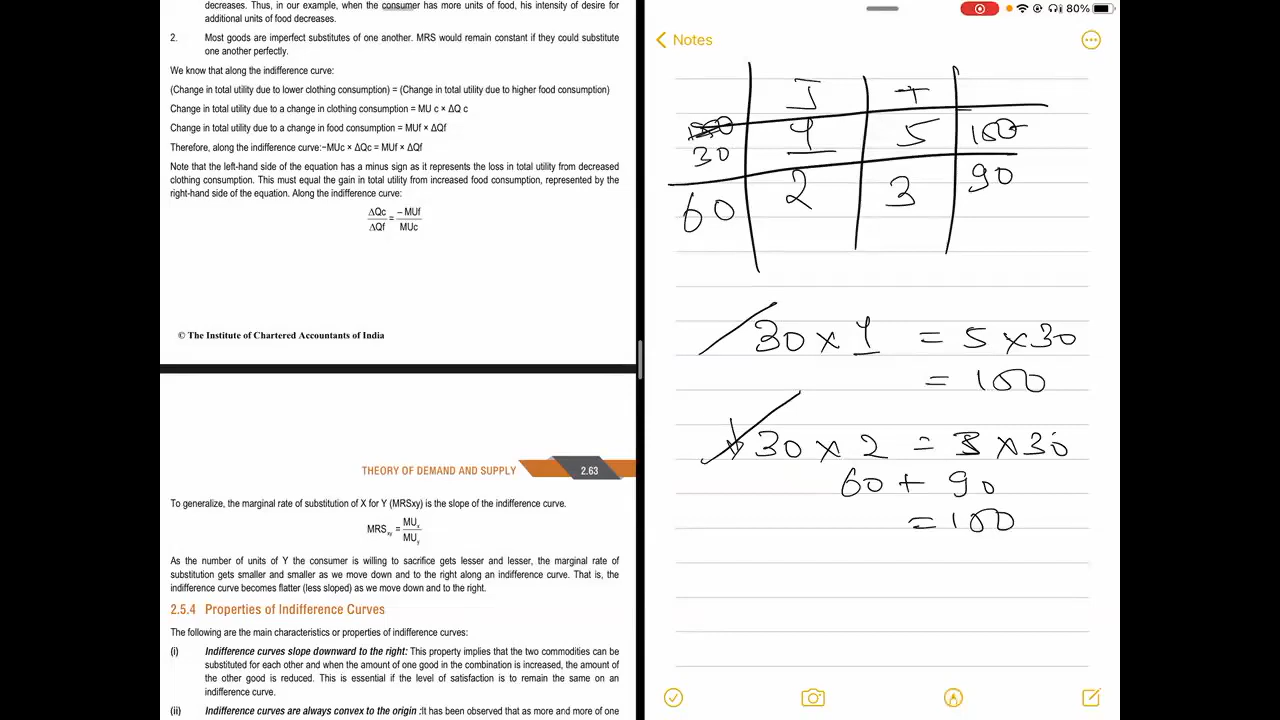 decreases. Thus, in our example, when the consumer has more units of food, his intensity of desire for
additional units of food decreases.
2. Most goods are imperfect substitutes of one another. MRS would remain constant if they could substitute
one another perfectly.
We know that along the indifference curve:
(Change in total utility due to lower clothing consumption) = (Change in total utility due to higher food consumption)
Change in total utility due to a change in clothing consumption = MU c × ΔQ c
Change in total utility due to a change in food consumption = MUf × ΔQf
Therefore, along the indifference curve:−MUc × ΔQc = MUf × ΔQf
Note that the left-hand side of the equation has a minus sign as it represents the loss in total utility from decreased
clothing consumption. This must equal the gain in total utility from increased food consumption, represented by the
right-hand side of the equation. Along the indifference curve:
ΔQc/ΔQf = − MUf/MUc
© The Institute of Chartered Accountants of India
THEORY OF DEMAND AND SUPPLY 2.63
To generalize, the marginal rate of substitution of X for Y (MRSxy) is the slope of the indifference curve.
MRSxy = MUx/MUy
As the number of units of Y the consumer is willing to sacrifice gets lesser and lesser, the marginal rate of
substitution gets smaller and smaller as we move down and to the right along an indifference curve. That is, the
indifference curve becomes flatter (less sloped) as we move down and to the right.
2.5.4 Properties of Indifference Curves
The following are the main characteristics or properties of indifference curves:
(i) Indifference curves slope downward to the right: This property implies that the two commodities can be
substituted for each other and when the amount of one good in the combination is increased, the amount of
the other good is reduced. This is essential if the level of satisfaction is to remain the same on an
indifference curve.
(ii) Indifference curves are always convex to the origin :It has been observed that as more and more of one
80%
Notes
J T
30 1 5 150
60 2 3 90
30 × 1 = 5 × 30
= 150
30 × 2 = 3 × 30
60 + 90
= 150